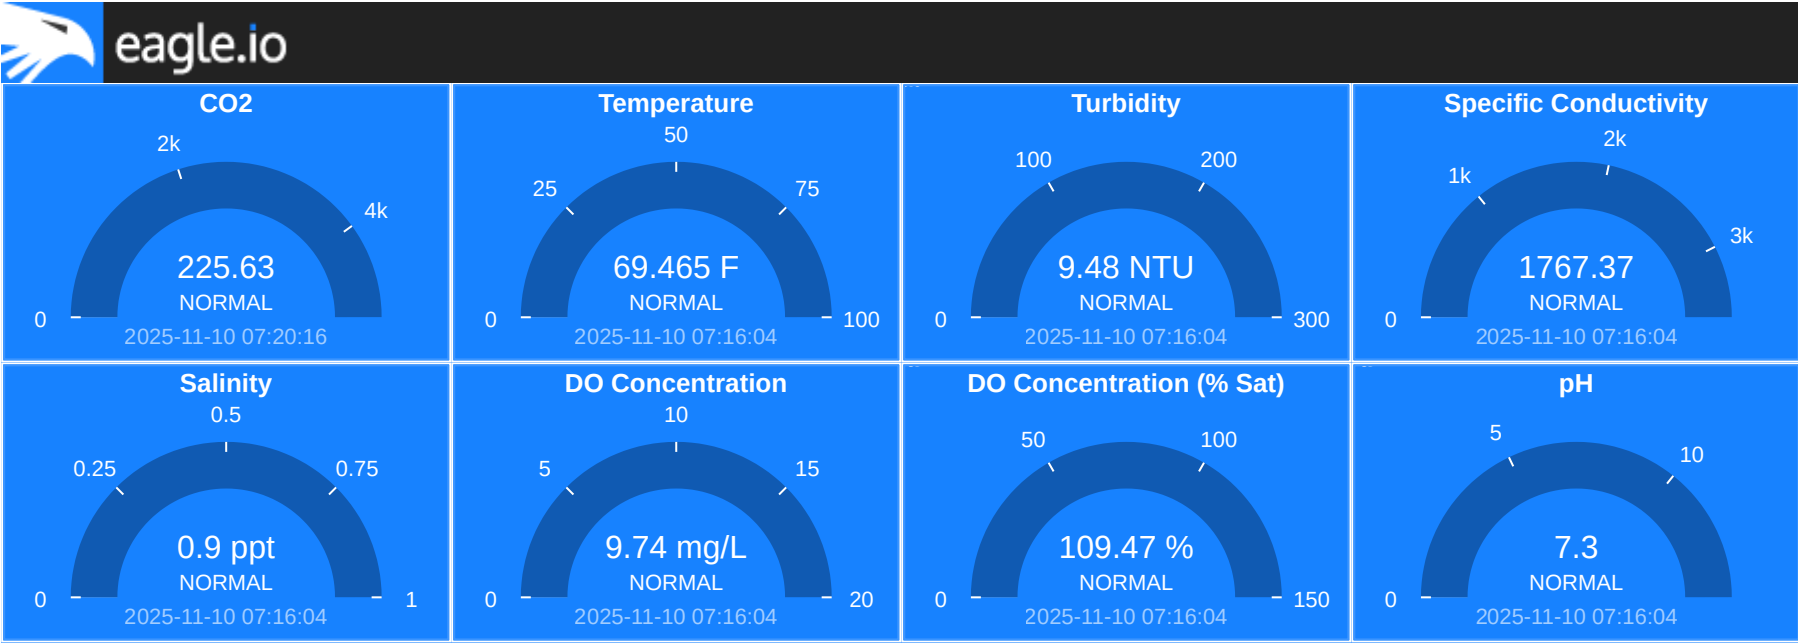 eagle.io
CO2
2k
4k
225.63
NORMAL
0
2025-11-10 07:20:16
Temperature
50
25
75
69.465 F
NORMAL
0
100
2025-11-10 07:16:04
Turbidity
100
200
9.48 NTU
NORMAL
0
300
2025-11-10 07:16:04
Specific Conductivity
2k
1k
3k
1767.37
NORMAL
0
2025-11-10 07:16:04
Salinity
0.5
0.25
0.75
0.9 ppt
NORMAL
0
1
2025-11-10 07:16:04
DO Concentration
10
5
15
9.74 mg/L
NORMAL
0
20
2025-11-10 07:16:04
DO Concentration (% Sat)
50
100
109.47 %
NORMAL
0
150
2025-11-10 07:16:04
pH
5
10
7.3
NORMAL
0
2025-11-10 07:16:04